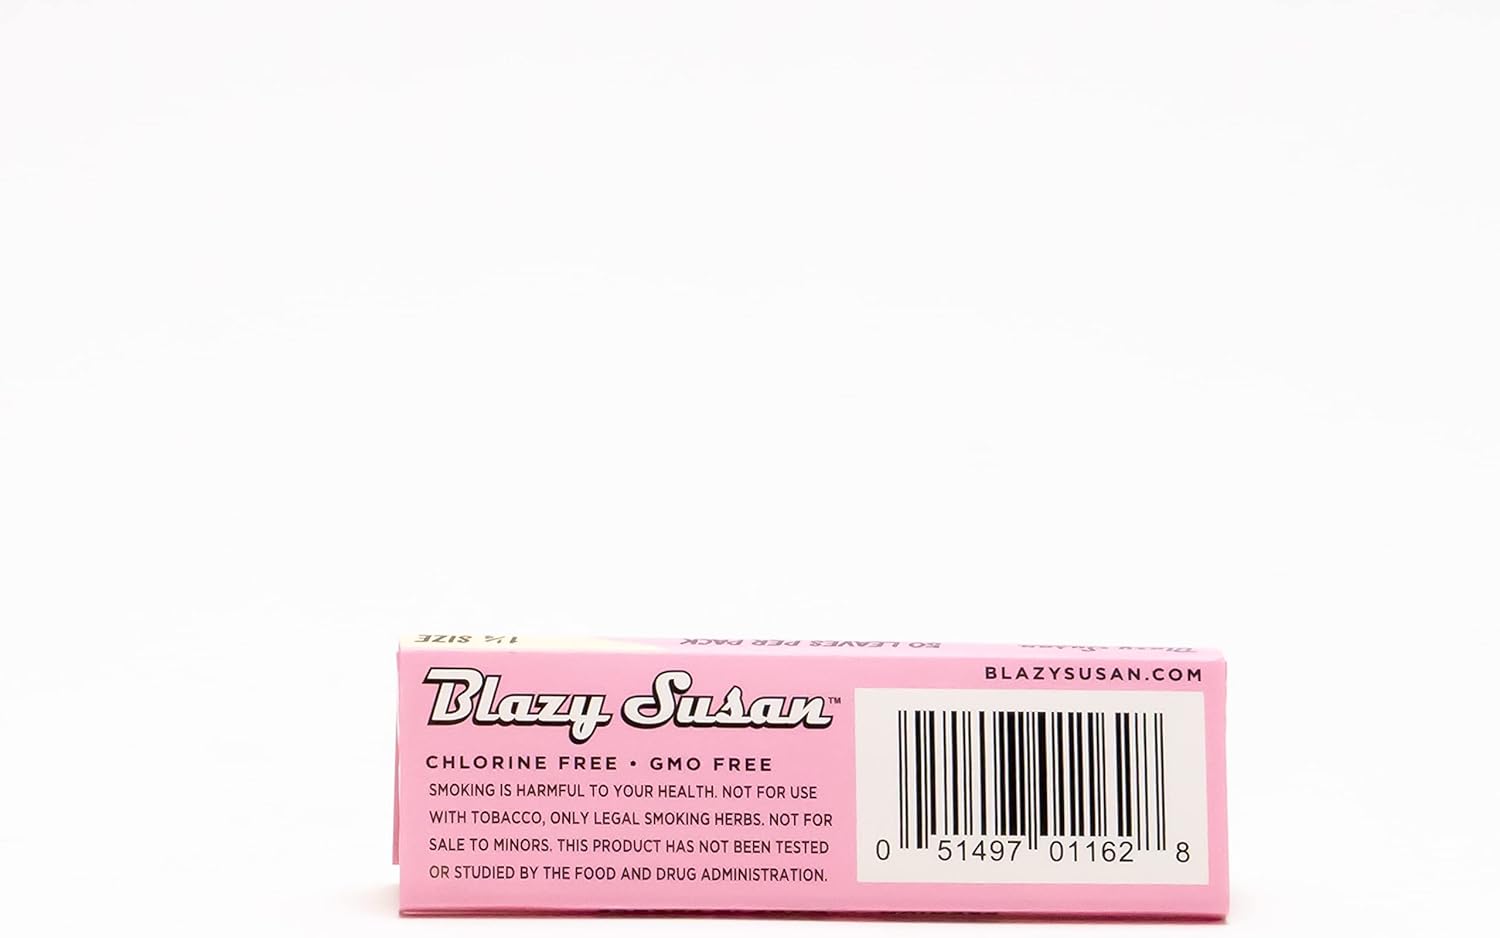 1¼ SIZE
50 LEAVES PER PACK
Blazy Susan
BLAZYSUSAN.COM
Blazy Susan™
CHLORINE FREE • GMO FREE
SMOKING IS HARMFUL TO YOUR HEALTH. NOT FOR USE
WITH TOBACCO, ONLY LEGAL SMOKING HERBS. NOT FOR
SALE TO MINORS. THIS PRODUCT HAS NOT BEEN TESTED
OR STUDIED BY THE FOOD AND DRUG ADMINISTRATION.
0 51497 01162 8